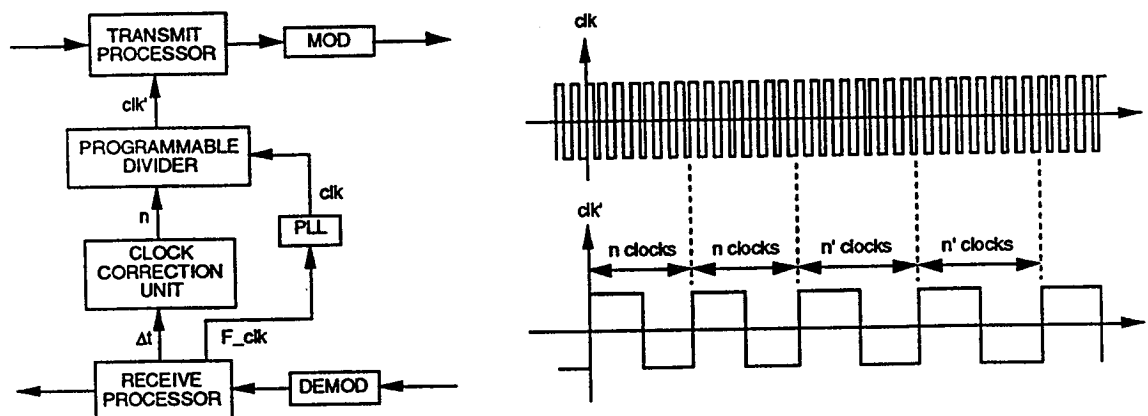 TRANSMIT
PROCESSOR
MOD
clk'
PROGRAMMABLE
DIVIDER
clk
n
PLL
CLOCK
CORRECTION
UNIT
Δt
F_clk
RECEIVE
PROCESSOR
DEMOD
clk
clk'
n clocks
n clocks
n' clocks
n' clocks